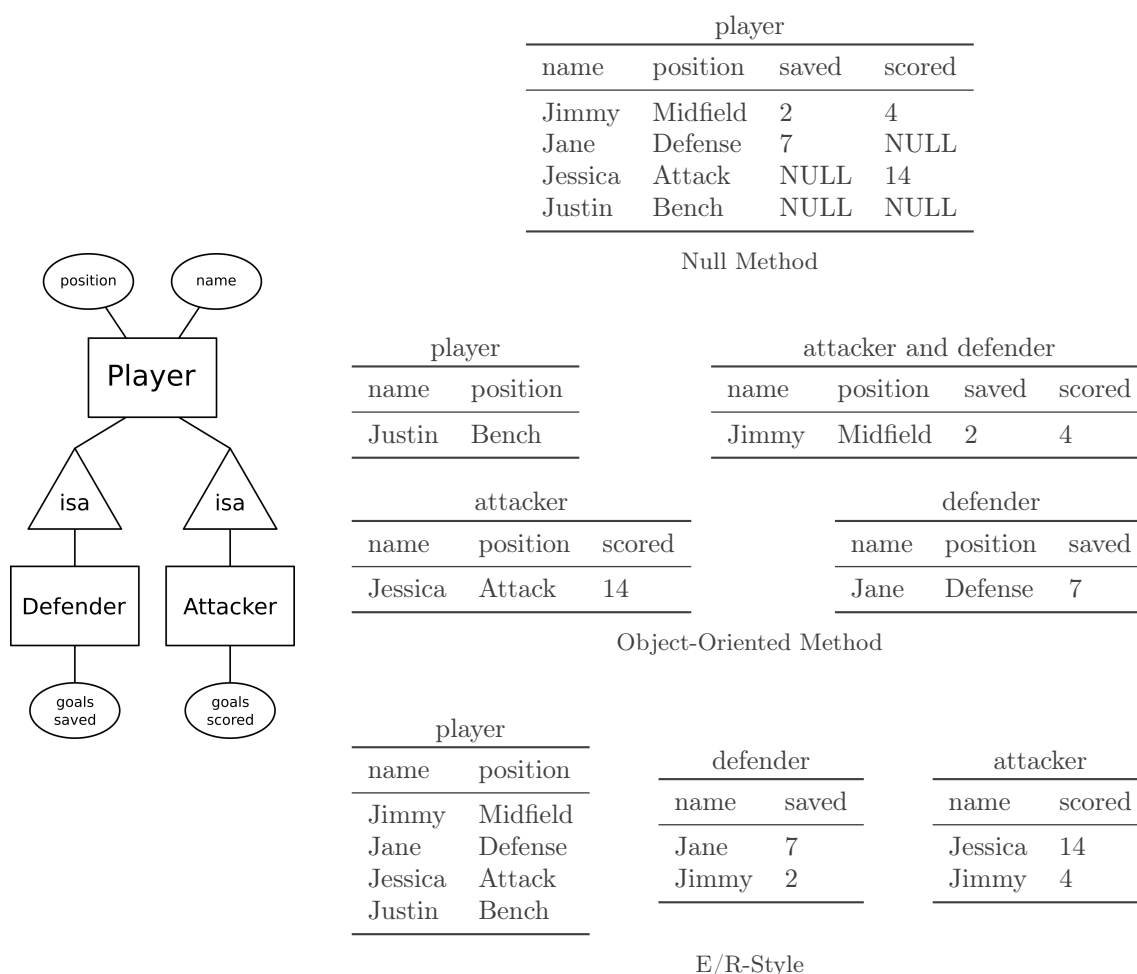 player
name position saved scored
Jimmy Midfield 2 4
Jane Defense 7 NULL
Jessica Attack NULL 14
Justin Bench NULL NULL
Null Method
position
name
Player
isa
isa
Defender
Attacker
goals
saved
goals
scored
player
name position
Justin Bench
attacker and defender
name position saved scored
Jimmy Midfield 2 4
attacker
name position scored
Jessica Attack 14
defender
name position saved
Jane Defense 7
Object-Oriented Method
player
name position
Jimmy Midfield
Jane Defense
Jessica Attack
Justin Bench
defender
name saved
Jane 7
Jimmy 2
attacker
name scored
Jessica 14
Jimmy 4
E/R-Style